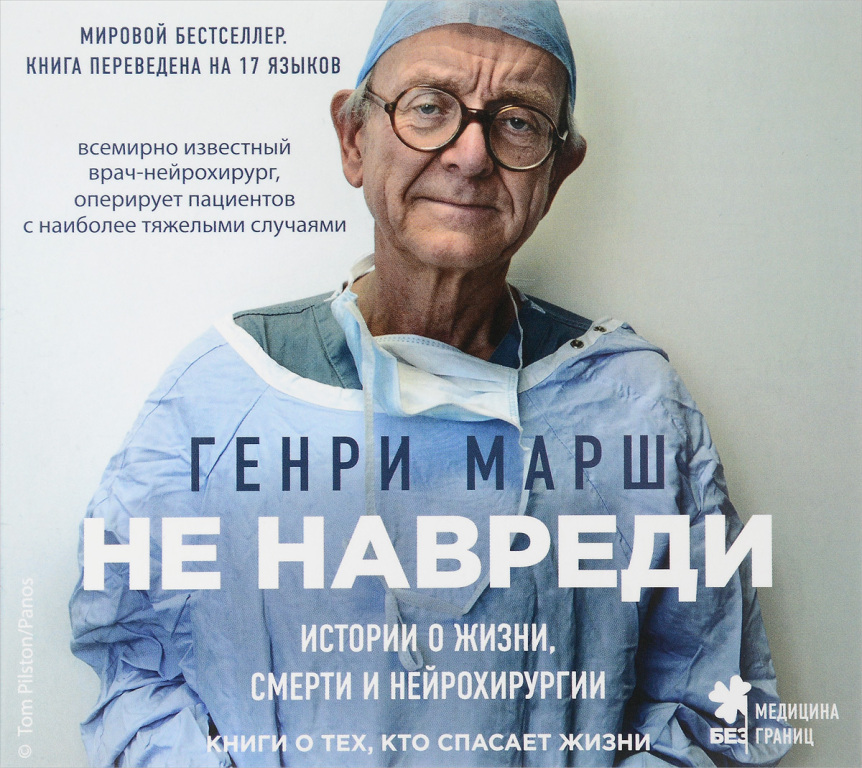 МИРОВОЙ БЕСТСЕЛЛЕР.
КНИГА ПЕРЕВЕДЕНА НА 17 ЯЗЫКОВ
всемирно известный
врач-нейрохирург,
оперирует пациентов
с наиболее тяжелыми случаями
ГЕНРИ МАРШ
НЕ НАВРЕДИ
ИСТОРИИ О ЖИЗНИ,
СМЕРТИ И НЕЙРОХИРУРГИИ
КНИГИ О ТЕХ, КТО СПАСАЕТ ЖИЗНИ
МЕДИЦИНА
БЕЗ ГРАНИЦ
© Tom Pilston/Panos